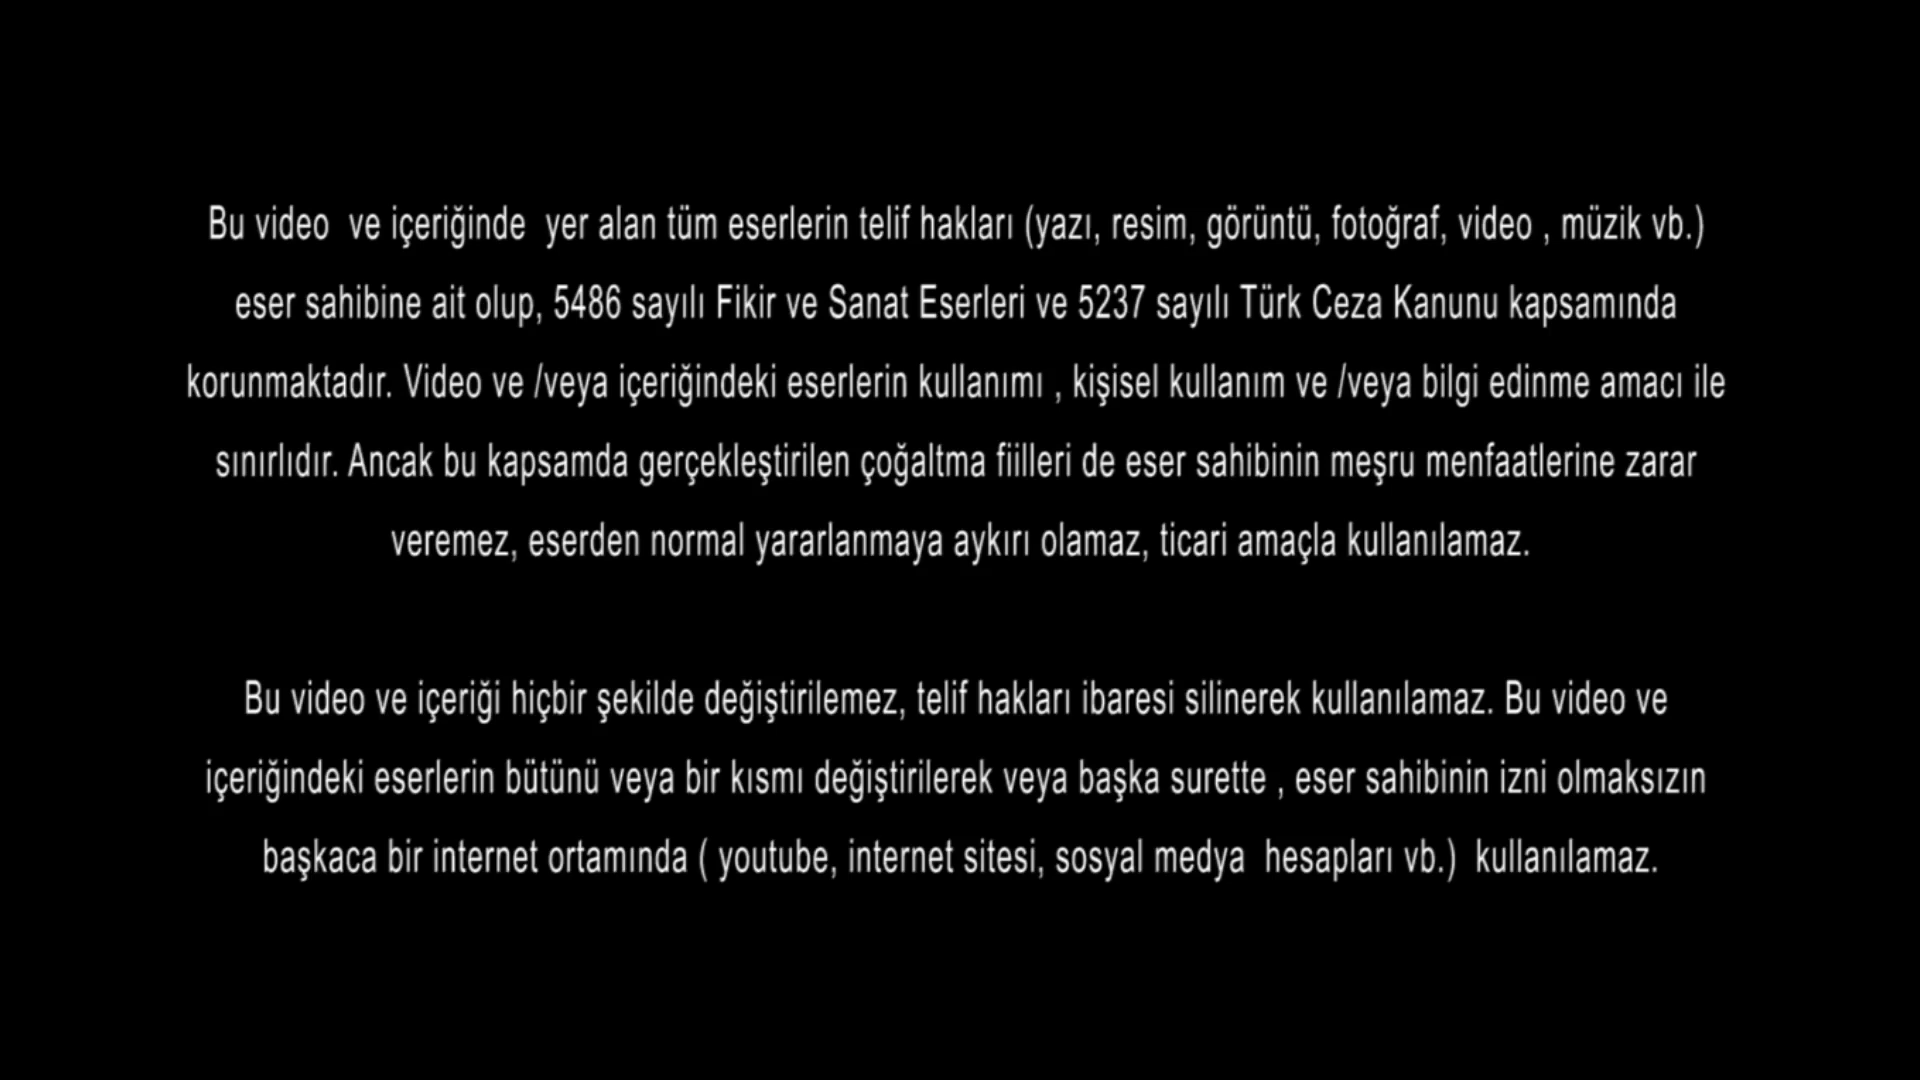 Bu video ve içeriğinde yer alan tüm eserlerin telif hakları (yazı, resim, görüntü, fotoğraf, video , müzik vb.)
eser sahibine ait olup, 5486 sayılı Fikir ve Sanat Eserleri ve 5237 sayılı Türk Ceza Kanunu kapsamında
korunmaktadır. Video ve /veya içeriğindeki eserlerin kullanımı , kişisel kullanım ve /veya bilgi edinme amacı ile
sınırlıdır. Ancak bu kapsamda gerçekleştirilen çoğaltma fiilleri de eser sahibinin meşru menfaatlerine zarar
veremez, eserden normal yararlanmaya aykırı olamaz, ticari amaçla kullanılamaz.
Bu video ve içeriği hiçbir şekilde değiştirilemez, telif hakları ibaresi silinerek kullanılamaz. Bu video ve
içeriğindeki eserlerin bütünü veya bir kısmı değiştirilerek veya başka surette , eser sahibinin izni olmaksızın
başkaca bir internet ortamında ( youtube, internet sitesi, sosyal medya hesapları vb.) kullanılamaz.